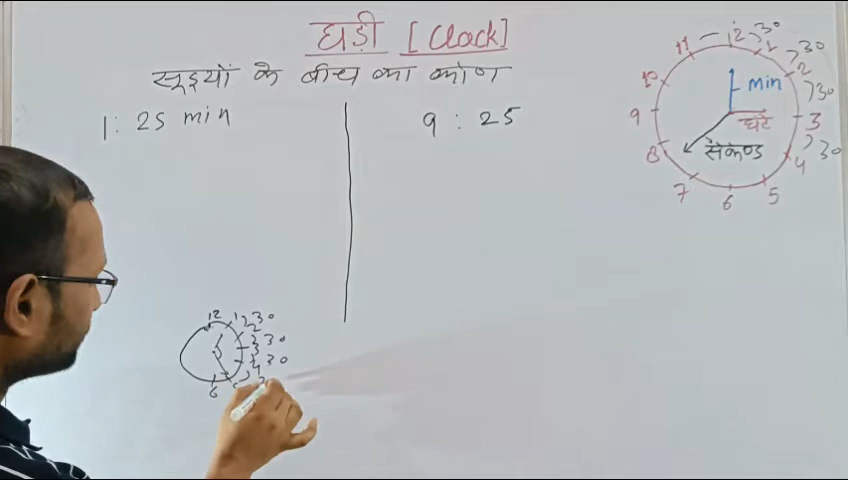 घड़ी [Clock]
सूइयों के बीच का कोण
1 : 25 min
9 : 25
12 30
1 30
2 30
3
4 30
5
6
7
8
9
10
11
min
घंटे
सेकेण्ड
12 1 30
2
3 30
4 30
6